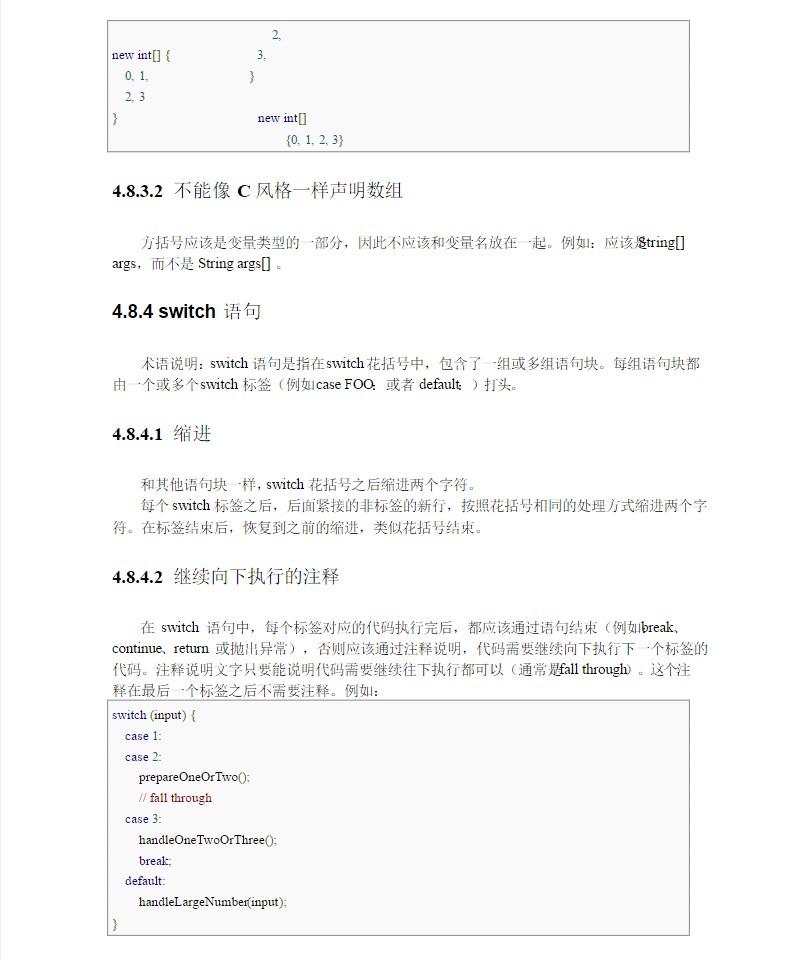 2,
new int[] { 3,
0, 1, }
2, 3
} new int[]
{0, 1, 2, 3}
4.8.3.2 不能像 C 风格一样声明数组
方括号应该是变量类型的一部分，因此不应该和变量名放在一起。例如：应该是String[]
args，而不是 String args[] 。
4.8.4 switch 语句
术语说明：switch 语句是指在switch花括号中，包含了一组或多组语句块。每组语句块都
由一个或多个switch 标签（例如case FOO：或者 default：）打头。
4.8.4.1 缩进
和其他语句块一样，switch 花括号之后缩进两个字符。
每个 switch 标签之后，后面紧接的非标签的新行，按照花括号相同的处理方式缩进两个字
符。在标签结束后，恢复到之前的缩进，类似花括号结束。
4.8.4.2 继续向下执行的注释
在 switch 语句中，每个标签对应的代码执行完后，都应该通过语句结束（例如break、
continue、return 或抛出异常），否则应该通过注释说明，代码需要继续向下执行下一个标签的
代码。注释说明文字只要能说明代码需要继续往下执行都可以（通常是fall through）。这个注
释在最后一个标签之后不需要注释。例如：
switch (input) {
case 1:
case 2:
prepareOneOrTwo();
// fall through
case 3:
handleOneTwoOrThree();
break;
default:
handleLargeNumber(input);
}